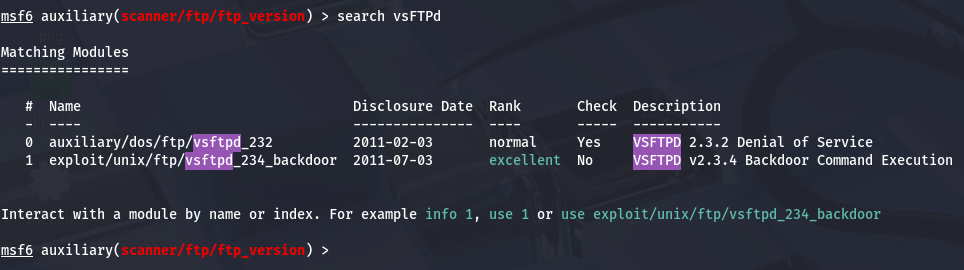 msf6 auxiliary(scanner/ftp/ftp_version) > search vsFTPd
Matching Modules
================
#  Name                                  Disclosure Date  Rank       Check  Description
-  ----                                  ---------------  ----       -----  -----------
0  auxiliary/dos/ftp/vsftpd_232          2011-02-03       normal     Yes    VSFTPD 2.3.2 Denial of Service
1  exploit/unix/ftp/vsftpd_234_backdoor  2011-07-03       excellent  No     VSFTPD v2.3.4 Backdoor Command Execution
Interact with a module by name or index. For example info 1, use 1 or use exploit/unix/ftp/vsftpd_234_backdoor
msf6 auxiliary(scanner/ftp/ftp_version) >